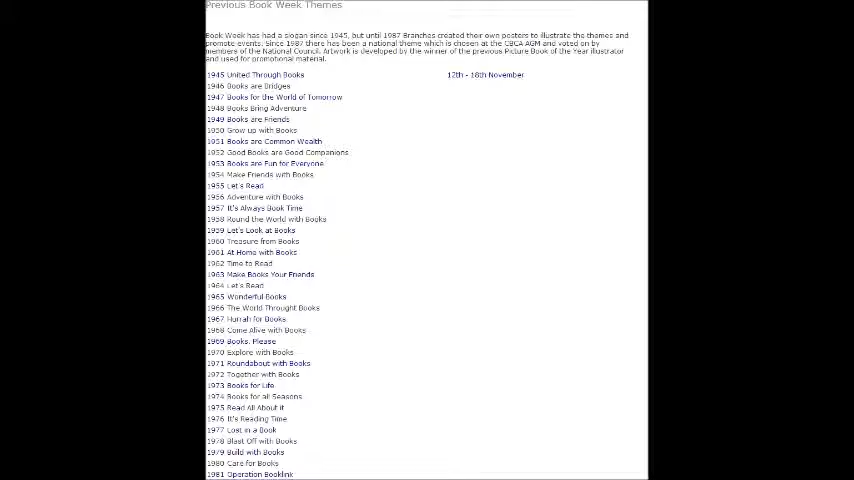 Previous Book Week Themes
Book Week has had a slogan since 1945, but until 1987 Branches created their own posters to illustrate the themes and
promote events. Since 1987 there has been a national theme which is chosen at the CBCA AGM and voted on by
members of the National Council. Artwork is developed by the winner of the previous Picture Book of the Year illustrator
and used for promotional material.
1945 United Through Books 12th - 18th November
1946 Books are Bridges
1947 Books for the World of Tomorrow
1948 Books Bring Adventure
1949 Books are Friends
1950 Grow up with Books
1951 Books are Common Wealth
1952 Good Books are Good Companions
1953 Books are Fun for Everyone
1954 Make Friends with Books
1955 Let's Read
1956 Adventure with Books
1957 It's Always Book Time
1958 Round the World with Books
1959 Let's Look at Books
1960 Treasure from Books
1961 At Home with Books
1962 Time to Read
1963 Make Books Your Friends
1964 Let's Read
1965 Wonderful Books
1966 The World Throught Books
1967 Hurrah for Books
1968 Come Alive with Books
1969 Books, Please
1970 Explore with Books
1971 Roundabout with Books
1972 Together with Books
1973 Books for Life
1974 Books for all Seasons
1975 Read All About it
1976 It's Reading Time
1977 Lost in a Book
1978 Blast Off with Books
1979 Build with Books
1980 Care for Books
1981 Operation Booklink